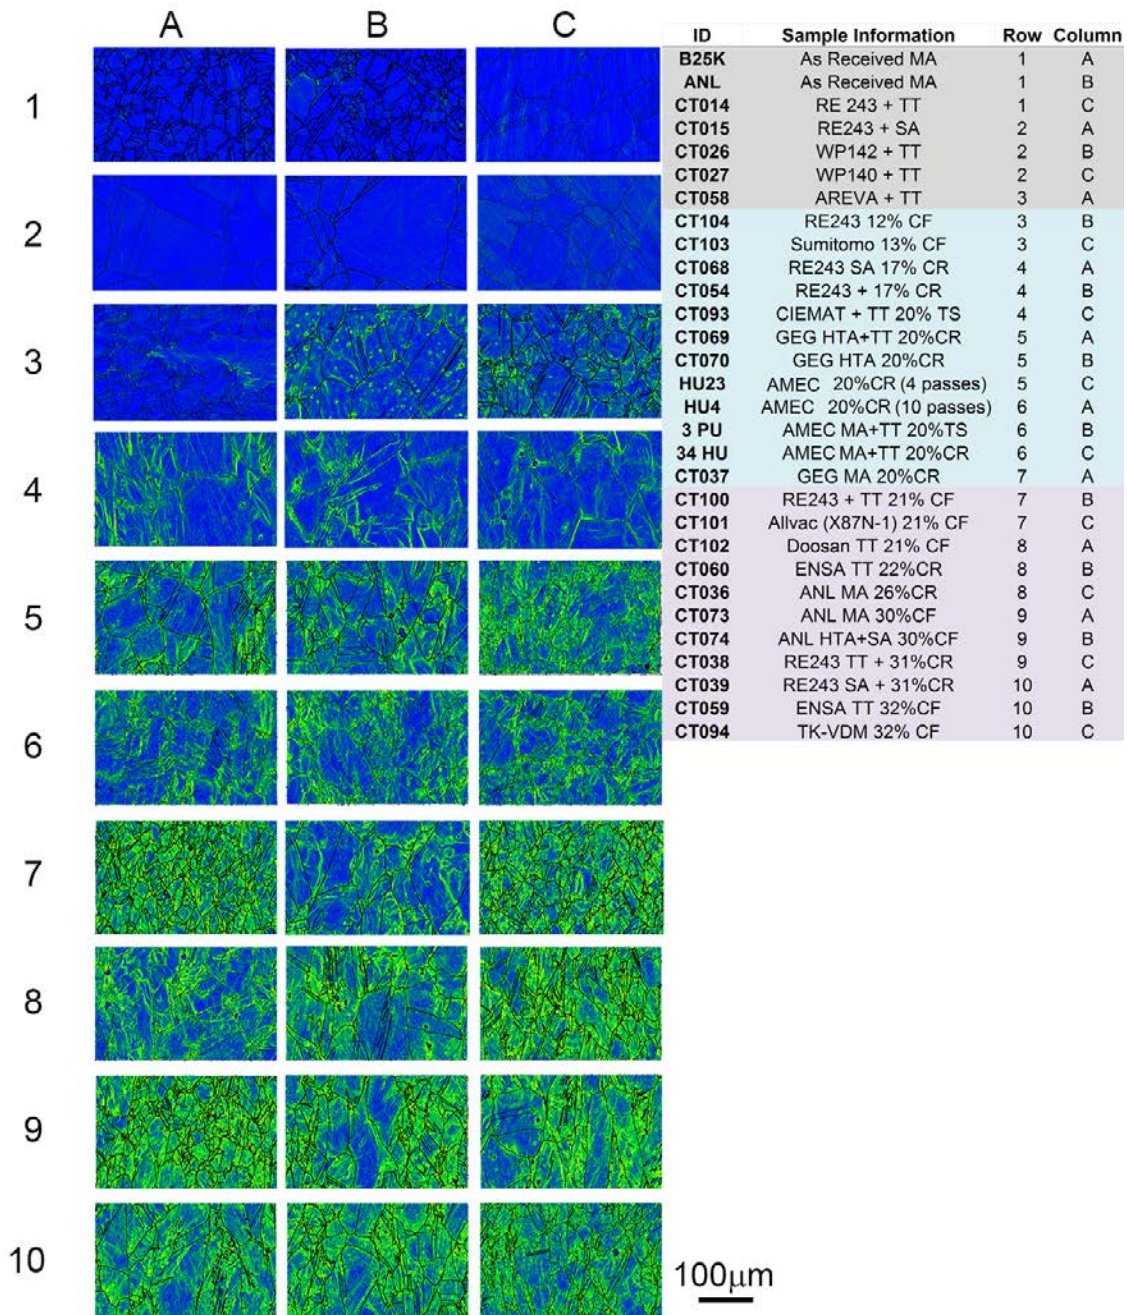 A B C
ID Sample Information Row Column
B25K As Received MA 1 A
ANL As Received MA 1 B
CT014 RE 243 + TT 1 C
CT015 RE243 + SA 2 A
CT026 WP142 + TT 2 B
CT027 WP140 + TT 2 C
CT058 AREVA + TT 3 A
CT104 RE243 12% CF 3 B
CT103 Sumitomo 13% CF 3 C
CT068 RE243 SA 17% CR 4 A
CT054 RE243 + 17% CR 4 B
CT093 CIEMAT + TT 20% TS 4 C
CT069 GEG HTA+TT 20%CR 5 A
CT070 GEG HTA 20%CR 5 B
HU23 AMEC 20%CR (4 passes) 5 C
HU4 AMEC 20%CR (10 passes) 6 A
3 PU AMEC MA+TT 20%TS 6 B
34 HU AMEC MA+TT 20%CR 6 C
CT037 GEG MA 20%CR 7 A
CT100 RE243 + TT 21% CF 7 B
CT101 Allvac (X87N-1) 21% CF 7 C
CT102 Doosan TT 21% CF 8 A
CT060 ENSA TT 22%CR 8 B
CT036 ANL MA 26%CR 8 C
CT073 ANL MA 30%CF 9 A
CT074 ANL HTA+SA 30%CF 9 B
CT038 RE243 TT + 31%CR 9 C
CT039 RE243 SA + 31%CR 10 A
CT059 ENSA TT 32%CF 10 B
CT094 TK-VDM 32% CF 10 C
1
2
3
4
5
6
7
8
9
10
100μm